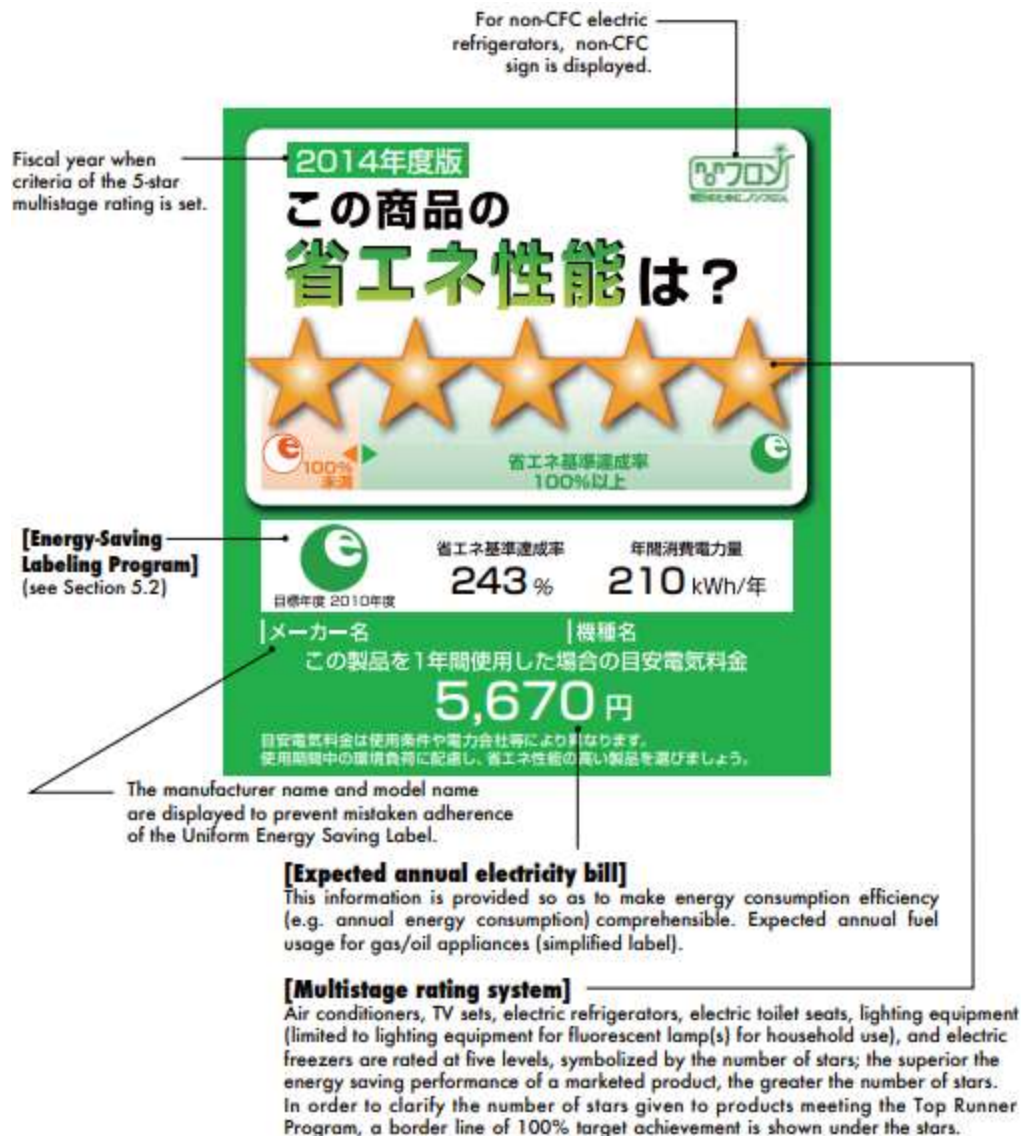 For non-CFC electric
refrigerators, non-CFC
sign is displayed.
Fiscal year when
criteria of the 5-star
multistage rating is set.
2014年度版
この商品の
省エネ性能は？
ノンフロン
e 100%
未満
省エネ基準達成率
100%以上
e
[Energy-Saving
Labeling Program]
(see Section 5.2)
e
目標年度 2010年度
省エネ基準達成率
243%
年間消費電力量
210kWh/年
メーカー名
機種名
この製品を1年間使用した場合の目安電気料金
5,670円
目安電気料金は使用条件や電力会社等により異なります。
使用期間中の環境負荷に配慮し、省エネ性能の高い製品を選びましょう。
The manufacturer name and model name
are displayed to prevent mistaken adherence
of the Uniform Energy Saving Label.
[Expected annual electricity bill]
This information is provided so as to make energy consumption efficiency
(e.g. annual energy consumption) comprehensible. Expected annual fuel
usage for gas/oil appliances (simplified label).
[Multistage rating system]
Air conditioners, TV sets, electric refrigerators, electric toilet seats, lighting equipment
(limited to lighting equipment for fluorescent lamp(s) for household use), and electric
freezers are rated at five levels, symbolized by the number of stars; the superior the
energy saving performance of a marketed product, the greater the number of stars.
In order to clarify the number of stars given to products meeting the Top Runner
Program, a border line of 100% target achievement is shown under the stars.